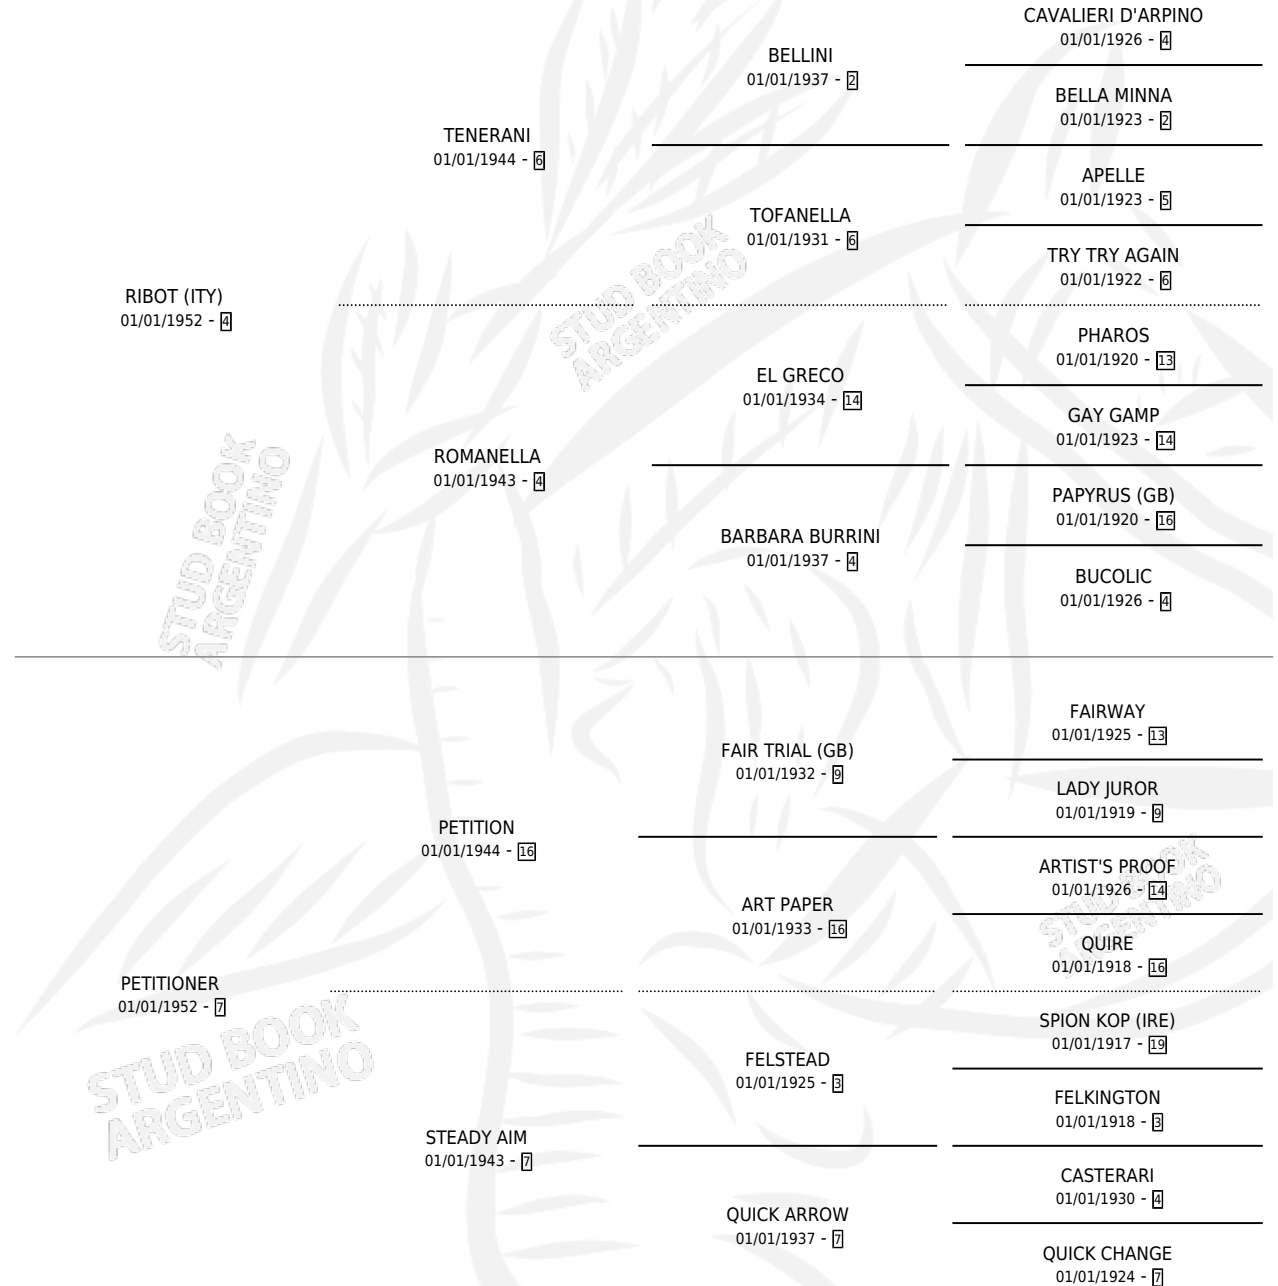 CAVALIERI D'ARPINO
01/01/1926 - 4
BELLINI
01/01/1937 - 2
BELLA MINNA
01/01/1923 - 2
TENERANI
01/01/1944 - 6
APELLE
01/01/1923 - 5
TOFANELLA
01/01/1931 - 6
TRY TRY AGAIN
01/01/1922 - 6
RIBOT (ITY)
01/01/1952 - 4
STUD BOOK
ARGENTINO
PHAROS
01/01/1920 - 13
EL GRECO
01/01/1934 - 14
GAY GAMP
01/01/1923 - 14
ROMANELLA
01/01/1943 - 4
PAPYRUS (GB)
01/01/1920 - 16
BARBARA BURRINI
01/01/1937 - 4
BUCOLIC
01/01/1926 - 4
STUD BOOK
ARGENTINO
FAIRWAY
01/01/1925 - 13
FAIR TRIAL (GB)
01/01/1932 - 9
LADY JUROR
01/01/1919 - 9
PETITION
01/01/1944 - 16
ARTIST'S PROOF
01/01/1926 - 14
ART PAPER
01/01/1933 - 16
QUIRE
01/01/1918 - 16
STUD BOOK
ARGENTINO
PETITIONER
01/01/1952 - 7
SPION KOP (IRE)
01/01/1917 - 19
FELSTEAD
01/01/1925 - 3
FELKINGTON
01/01/1918 - 3
STUD BOOK
ARGENTINO
STEADY AIM
01/01/1943 - 7
CASTERARI
01/01/1930 - 4
QUICK ARROW
01/01/1937 - 7
QUICK CHANGE
01/01/1924 - 7